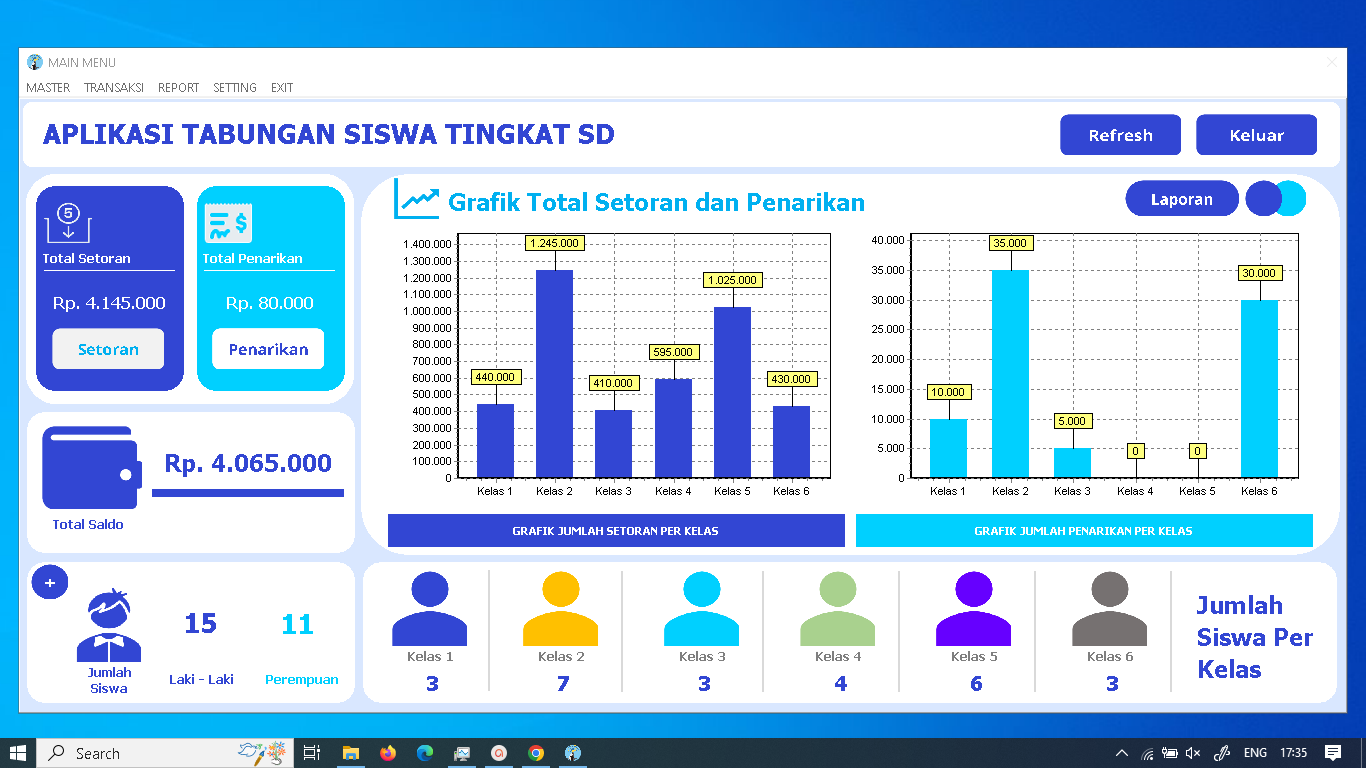 MAIN MENU
MASTER TRANSAKSI REPORT SETTING EXIT
APLIKASI TABUNGAN SISWA TINGKAT SD
Refresh Keluar
5
Total Setoran
Rp. 4.145.000
Setoran
$
Total Penarikan
Rp. 80.000
Penarikan
Rp. 4.065.000
Total Saldo
+
Jumlah
Siswa
15
Laki - Laki
11
Perempuan
Grafik Total Setoran dan Penarikan
Laporan
1.400.000
1.300.000
1.200.000
1.100.000
1.000.000
900.000
800.000
700.000
600.000
500.000
400.000
300.000
200.000
100.000
0
440.000
1.245.000
410.000
595.000
1.025.000
430.000
Kelas 1 Kelas 2 Kelas 3 Kelas 4 Kelas 5 Kelas 6
GRAFIK JUMLAH SETORAN PER KELAS
40.000
35.000
30.000
25.000
20.000
15.000
10.000
5.000
0
10.000
35.000
5.000
0
0
30.000
Kelas 1 Kelas 2 Kelas 3 Kelas 4 Kelas 5 Kelas 6
GRAFIK JUMLAH PENARIKAN PER KELAS
Kelas 1
3
Kelas 2
7
Kelas 3
3
Kelas 4
4
Kelas 5
6
Kelas 6
3
Jumlah
Siswa Per
Kelas
Search
ENG 17:35